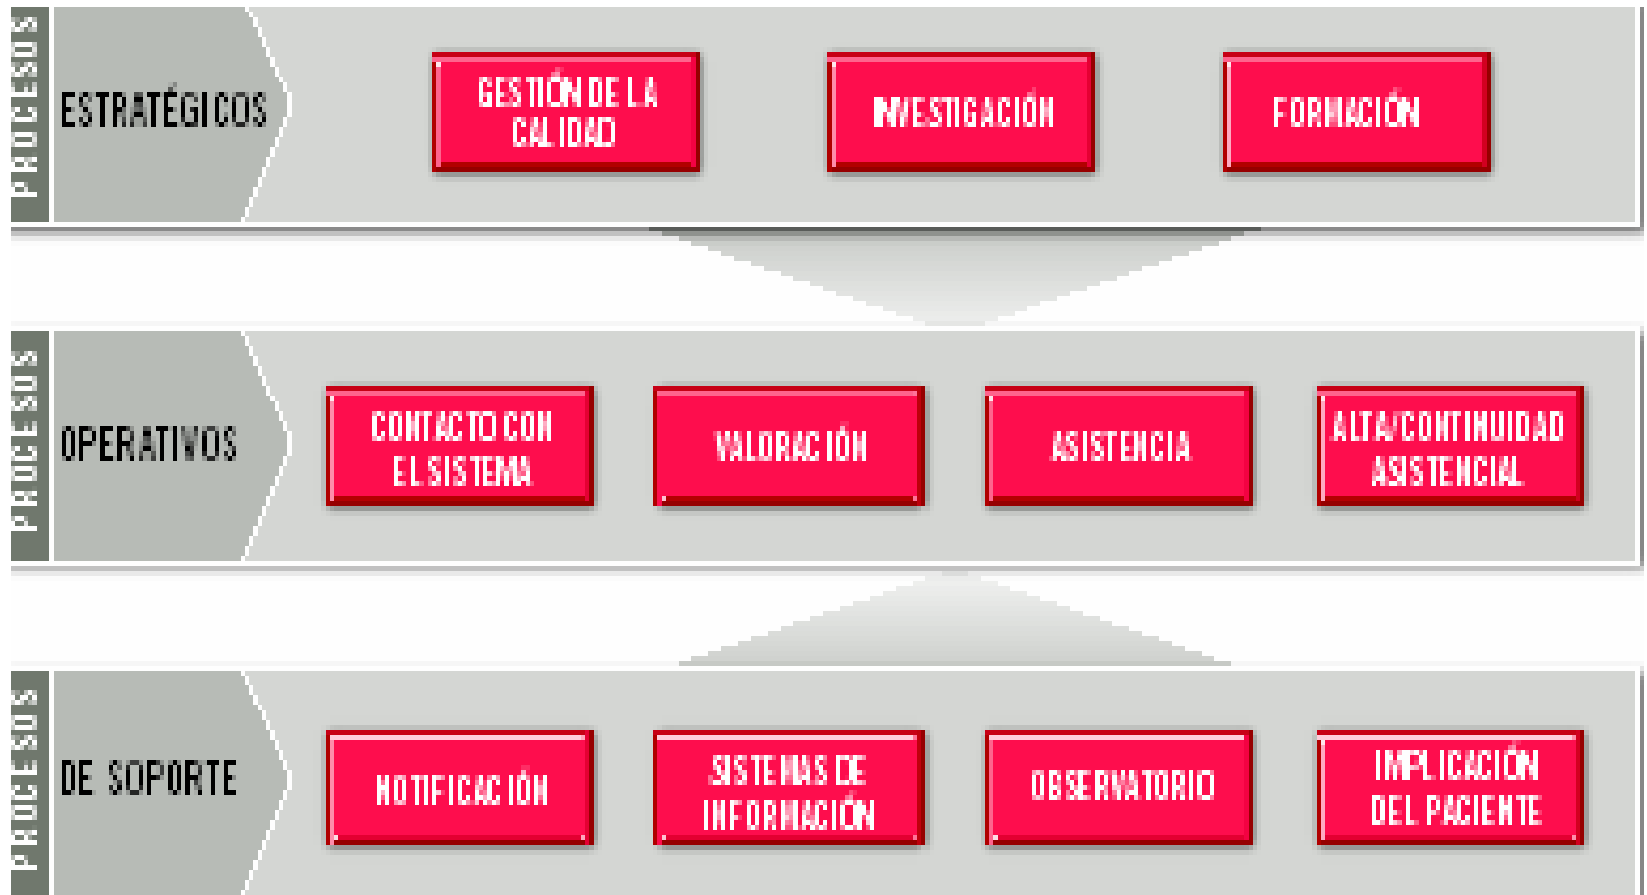 PROCESOS
ESTRATÉGICOS
GESTIÓN DE LA
CALIDAD
INVESTIGACIÓN
FORMACIÓN
PROCESOS
OPERATIVOS
CONTACTO CON
EL SISTEMA
VALORACIÓN
ASISTENCIA
ALTA/CONTINUIDAD
ASISTENCIAL
PROCESOS
DE SOPORTE
NOTIFICACIÓN
SISTEMAS DE
INFORMACIÓN
OBSERVATORIO
IMPLICACIÓN
DEL PACIENTE